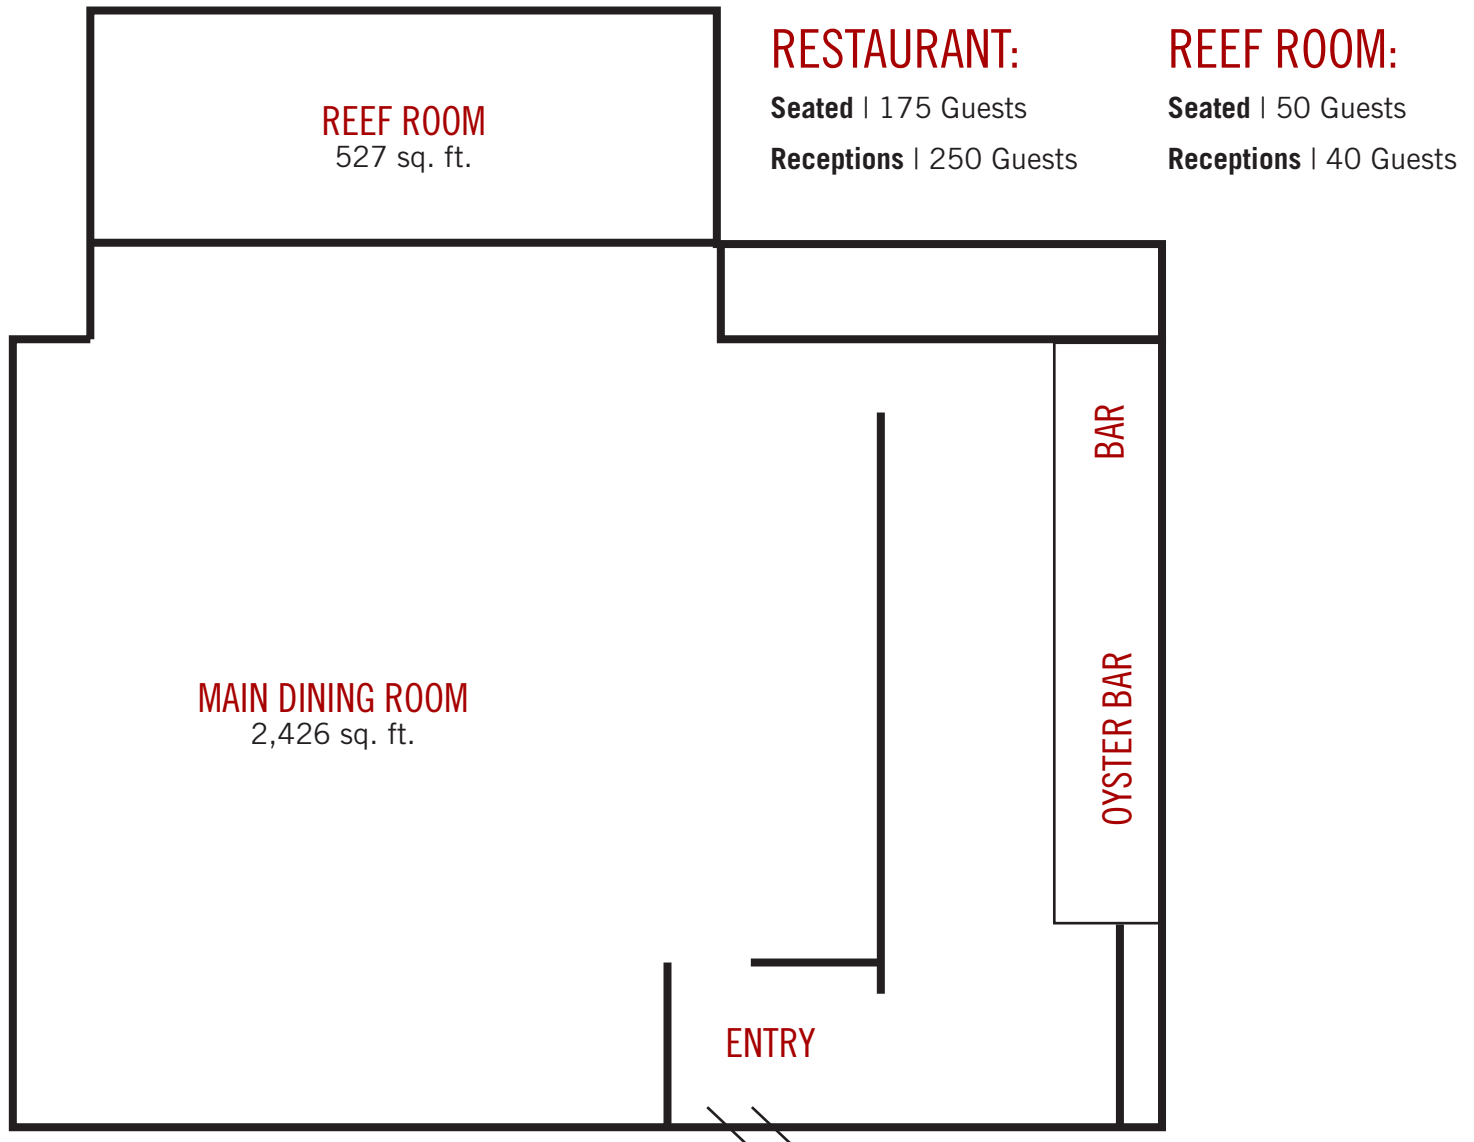 RESTAURANT:
Seated | 175 Guests
Receptions | 250 Guests
REEF ROOM:
Seated | 50 Guests
Receptions | 40 Guests
REEF ROOM
527 sq. ft.
BAR
OYSTER BAR
MAIN DINING ROOM
2,426 sq. ft.
ENTRY